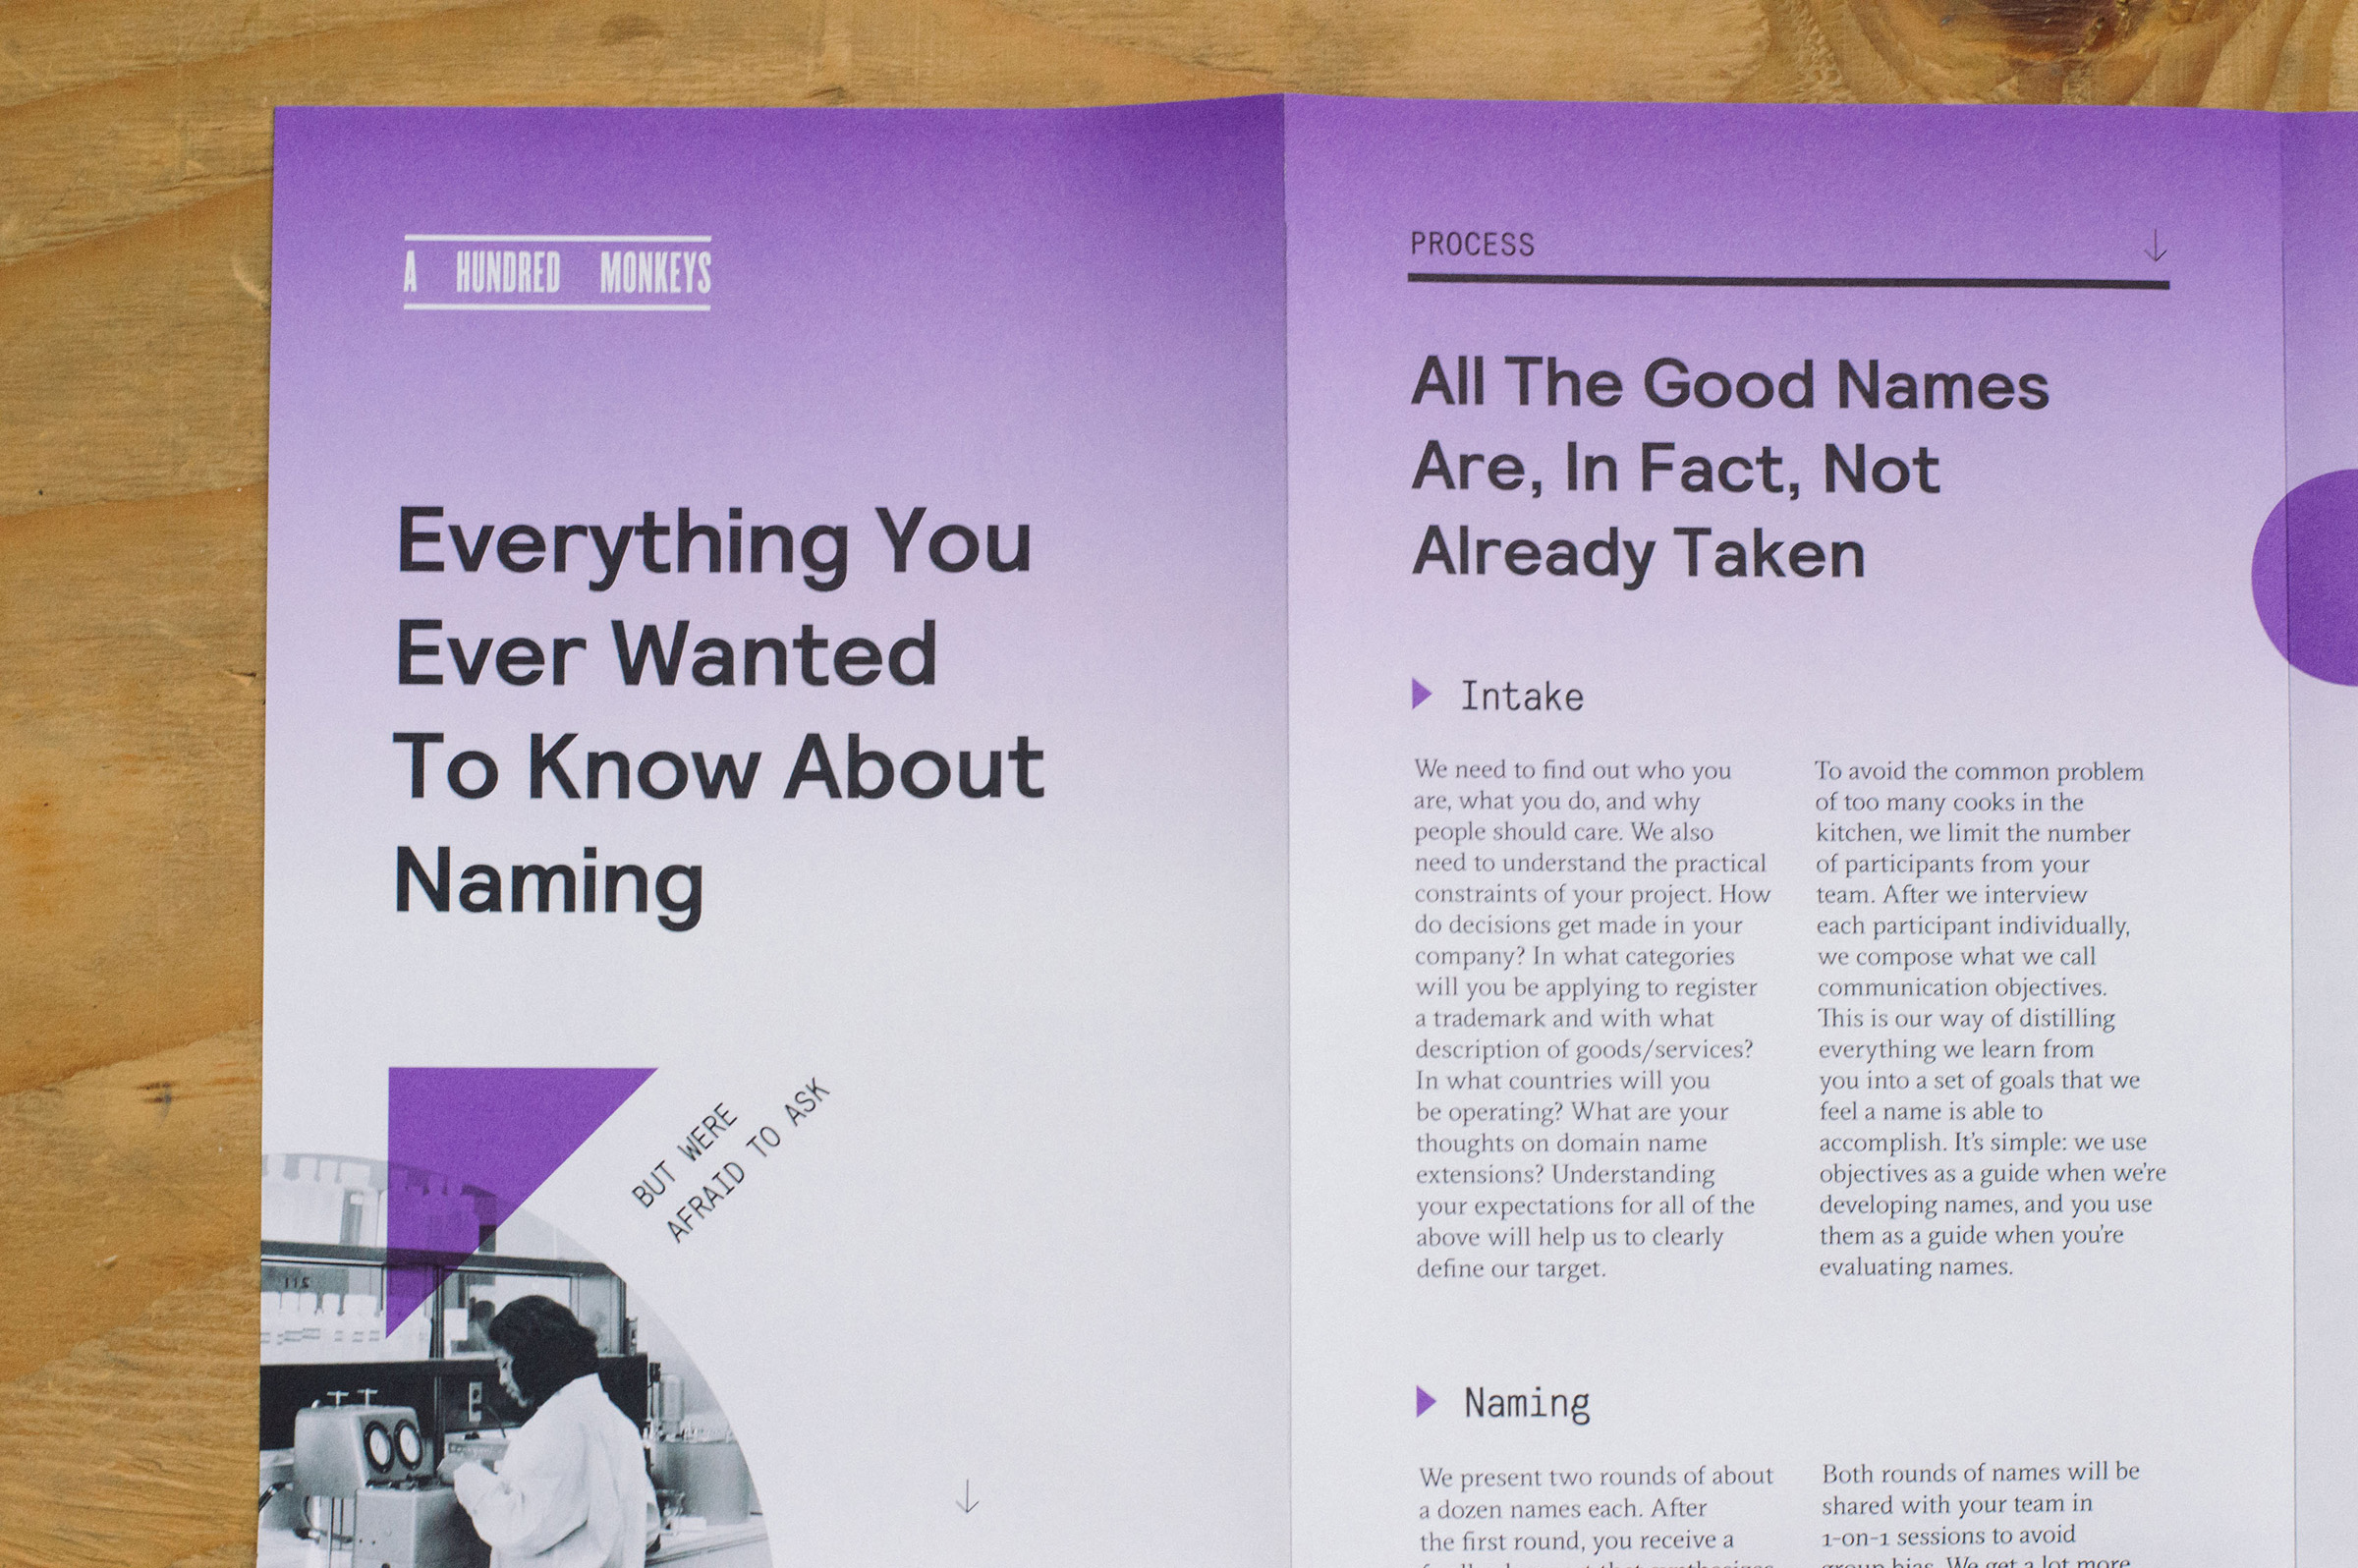 A HUNDRED MONKEYS
Everything You
Ever Wanted
To Know About
Naming
BUT WERE
AFRAID TO ASK
PROCESS
All The Good Names
Are, In Fact, Not
Already Taken
Intake
We need to find out who you
are, what you do, and why
people should care. We also
need to understand the practical
constraints of your project. How
do decisions get made in your
company? In what categories
will you be applying to register
a trademark and with what
description of goods/services?
In what countries will you
be operating? What are your
thoughts on domain name
extensions? Understanding
your expectations for all of the
above will help us to clearly
define our target.
To avoid the common problem
of too many cooks in the
kitchen, we limit the number
of participants from your
team. After we interview
each participant individually,
we compose what we call
communication objectives.
This is our way of distilling
everything we learn from
you into a set of goals that we
feel a name is able to
accomplish. It's simple: we use
objectives as a guide when we're
developing names, and you use
them as a guide when you're
evaluating names.
Naming
We present two rounds of about
a dozen names each. After
the first round, you receive a
Both rounds of names will be
shared with your team in
1-on-1 sessions to avoid
group bias. We get a lot more